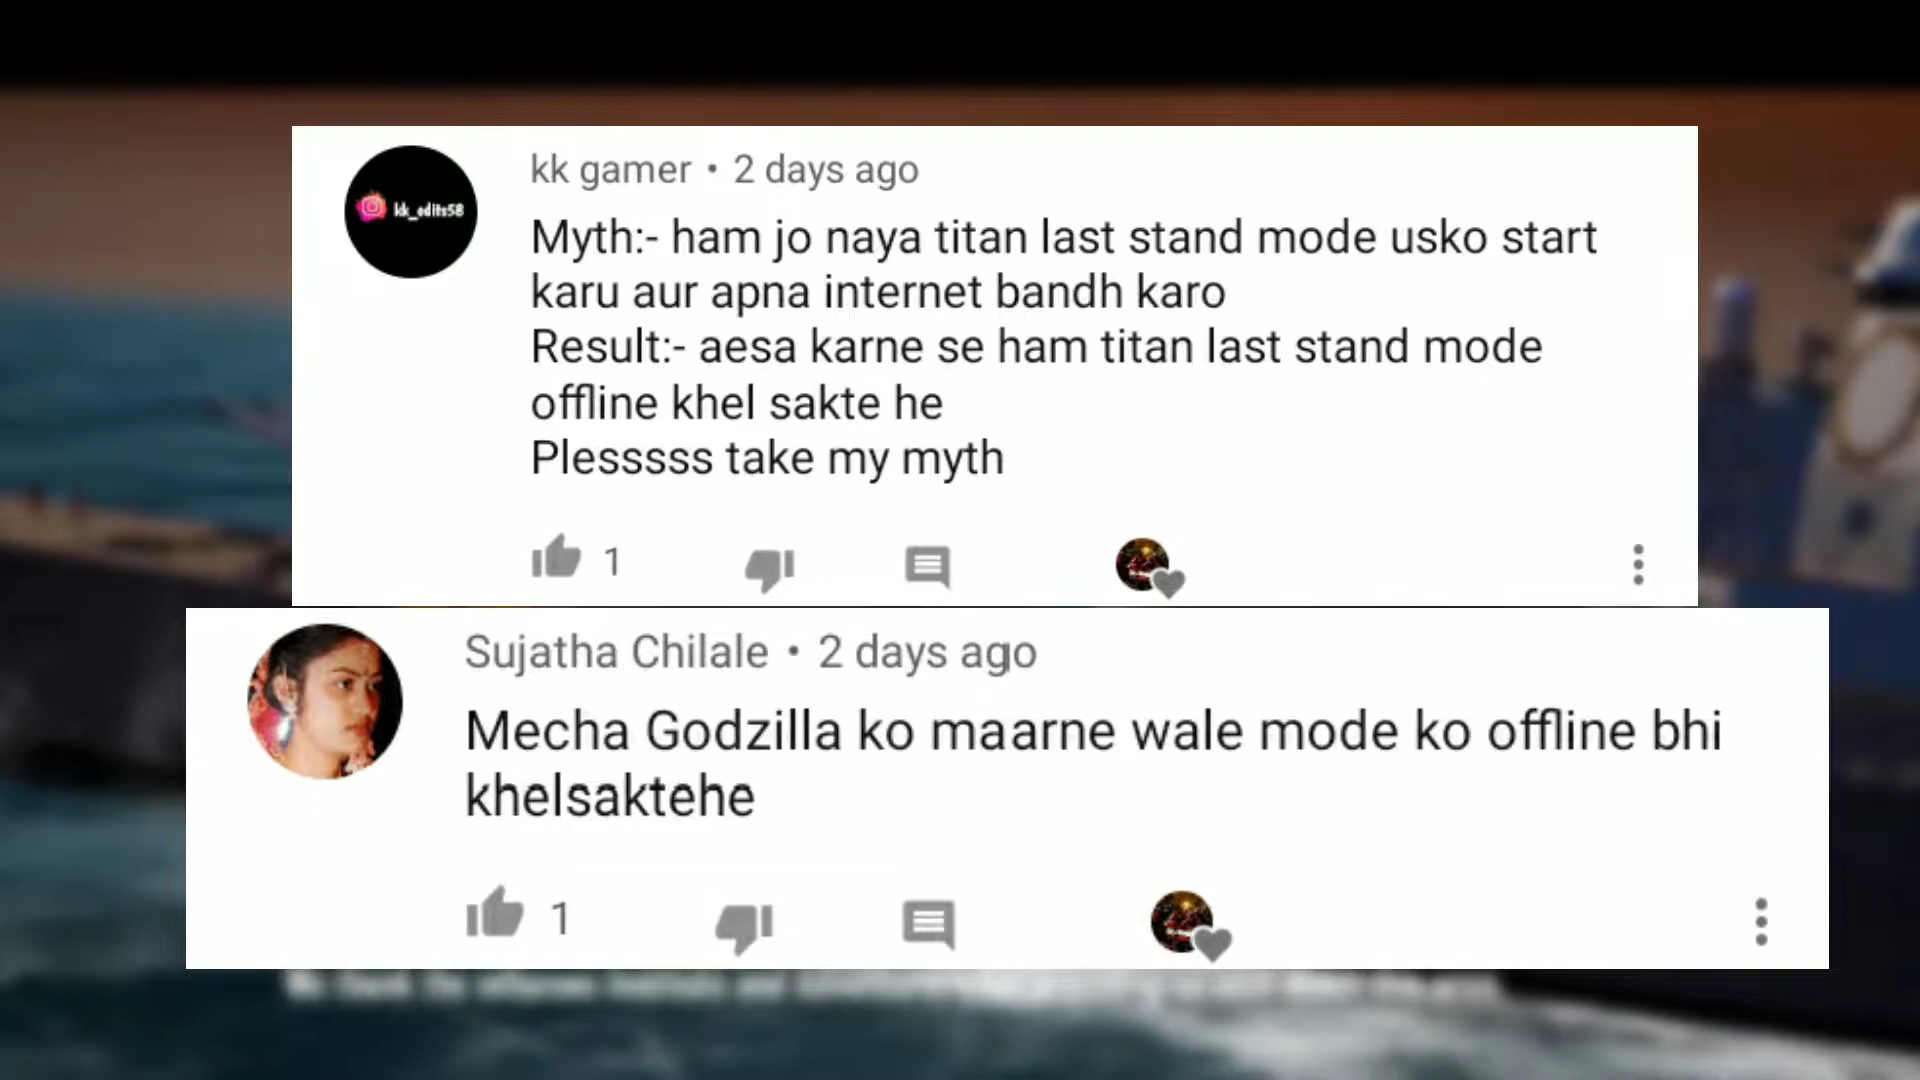 kk gamer • 2 days ago
kk_edits58
Myth:- ham jo naya titan last stand mode usko start
karu aur apna internet bandh karo
Result:- aesa karne se ham titan last stand mode
offline khel sakte he
Plesssss take my myth
1
Sujatha Chilale • 2 days ago
Mecha Godzilla ko maarne wale mode ko offline bhi
khelsaktehe
1